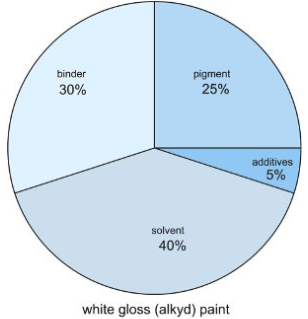 binder
30%
pigment
25%
additives
5%
solvent
40%
white gloss (alkyd) paint